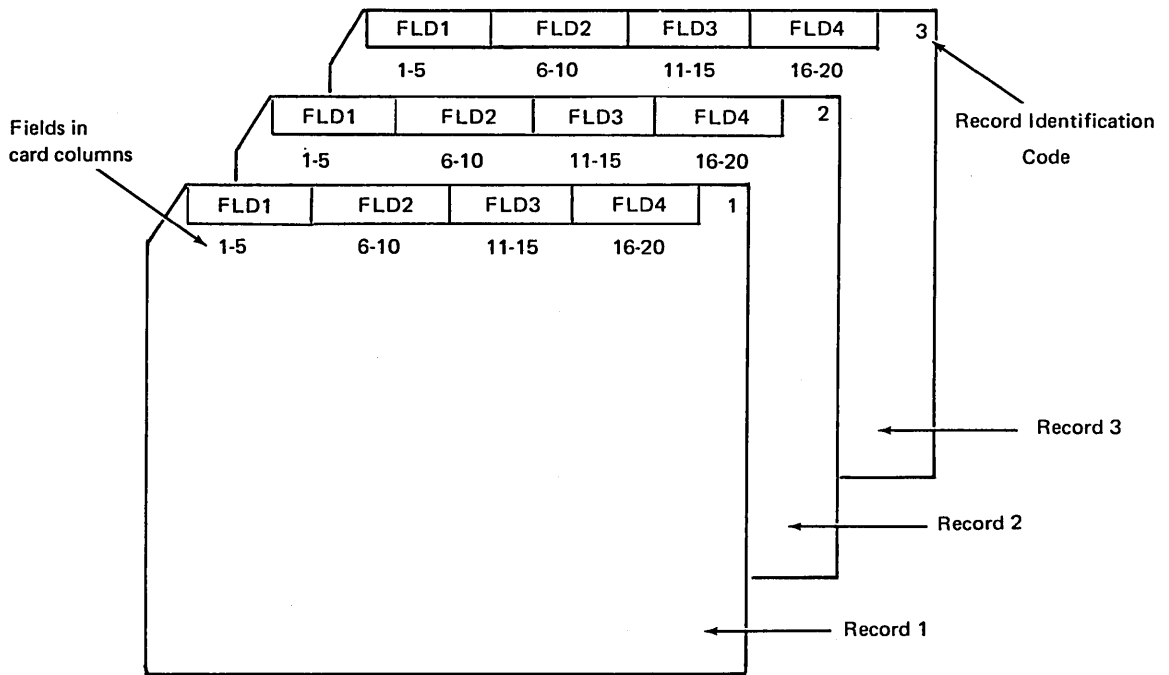 FLD1 FLD2 FLD3 FLD4 3
1-5 6-10 11-15 16-20
FLD1 FLD2 FLD3 FLD4 2
1-5 6-10 11-15 16-20
FLD1 FLD2 FLD3 FLD4 1
1-5 6-10 11-15 16-20
Fields in
card columns
Record Identification
Code
Record 3
Record 2
Record 1